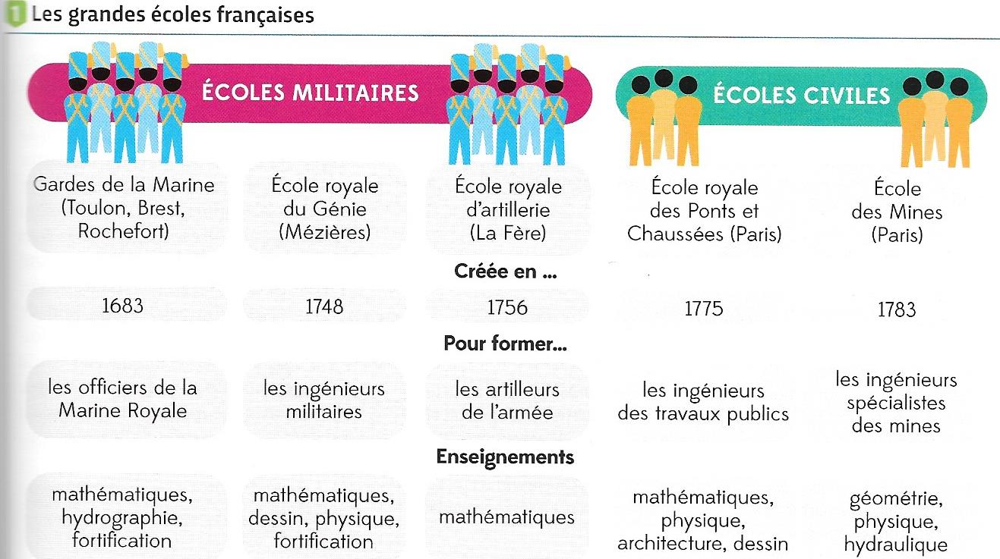 1 Les grandes écoles françaises
ÉCOLES MILITAIRES
ÉCOLES CIVILES
Gardes de la Marine
(Toulon, Brest,
Rochefort)
École royale
du Génie
(Mézières)
École royale
d'artillerie
(La Fère)
École royale
des Ponts et
Chaussées (Paris)
École
des Mines
(Paris)
Créée en ...
1683
1748
1756
1775
1783
Pour former...
les officiers de la
Marine Royale
les ingénieurs
militaires
les artilleurs
de l'armée
les ingénieurs
des travaux publics
les ingénieurs
spécialistes
des mines
Enseignements
mathématiques,
hydrographie,
fortification
mathématiques,
dessin, physique,
fortification
mathématiques
mathématiques,
physique,
architecture, dessin
géométrie,
physique,
hydraulique